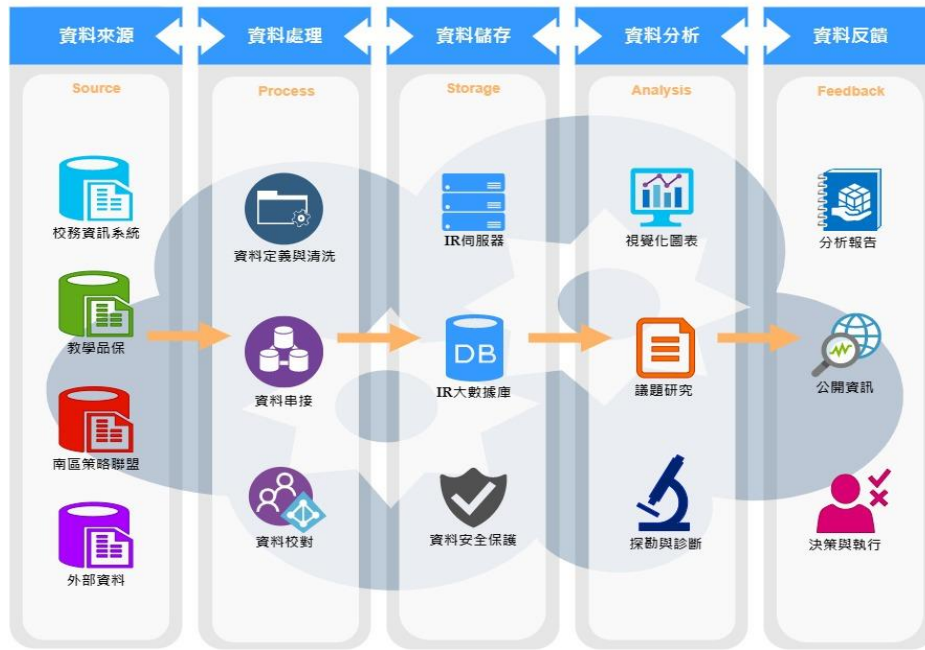 資料來源
資料處理
資料儲存
資料分析
資料反饋
Source
Process
Storage
Analysis
Feedback
校務資訊系統
資料定義與清洗
IR伺服器
視覺化圖表
分析報告
教學品保
資料串接
DB
IR大數據庫
議題研究
公開資訊
南區策略聯盟
資料校對
資料安全保護
探勘與診斷
決策與執行
外部資料